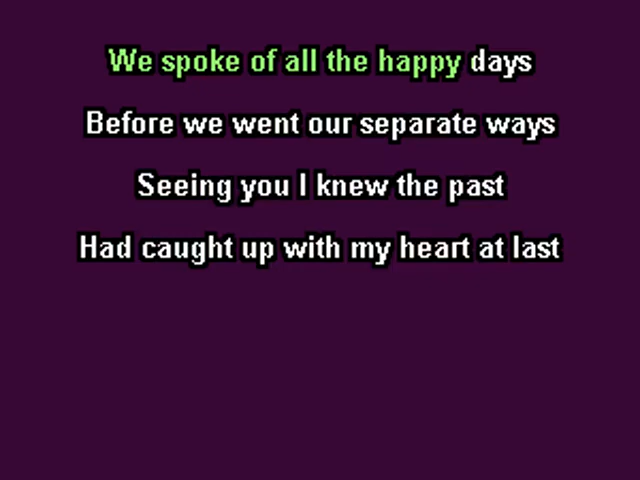 We spoke of all the happy days
Before we went our separate ways
Seeing you I knew the past
Had caught up with my heart at last